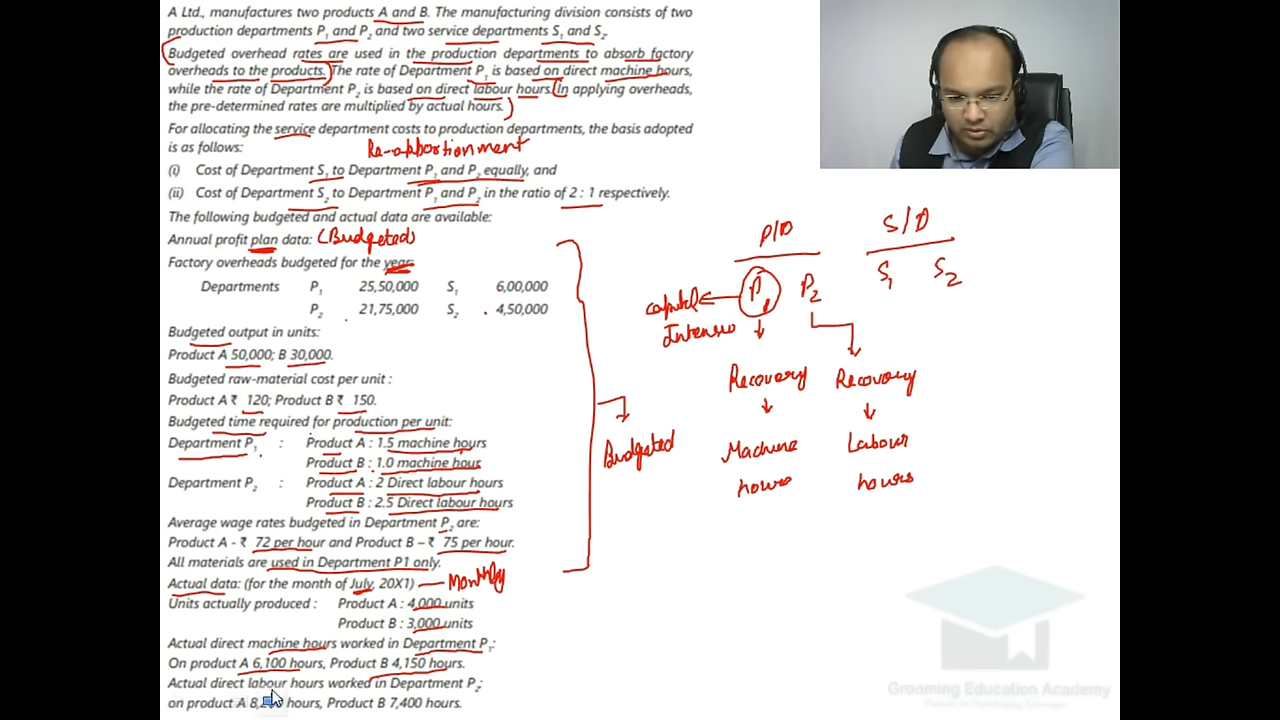 A Ltd., manufactures two products A and B. The manufacturing division consists of two
production departments P₁ and P₂ and two service departments S₁ and S₂.
Budgeted overhead rates are used in the production departments to absorb factory
overheads to the products. The rate of Department P₁ is based on direct machine hours,
while the rate of Department P₂ is based on direct labour hours. In applying overheads,
the pre-determined rates are multiplied by actual hours.
For allocating the service department costs to production departments, the basis adopted
is as follows:
Re-apportionment
(i) Cost of Department S₁ to Department P₁ and P₂ equally, and
(ii) Cost of Department S₂ to Department P₁ and P₂ in the ratio of 2 : 1 respectively.
The following budgeted and actual data are available:
Annual profit plan data: (Budgeted)
Factory overheads budgeted for the year:
Departments P₁ 25,50,000 S₁ 6,00,000
P₂ 21,75,000 S₂ 4,50,000
Budgeted output in units:
Product A 50,000; B 30,000.
Budgeted raw-material cost per unit :
Product A ₹ 120; Product B ₹ 150.
Budgeted time required for production per unit:
Department P₁ : Product A : 1.5 machine hours
Product B : 1.0 machine hour
Department P₂ : Product A : 2 Direct labour hours
Product B : 2.5 Direct labour hours
Average wage rates budgeted in Department P₂ are:
Product A - ₹ 72 per hour and Product B – ₹ 75 per hour.
All materials are used in Department P1 only.
Actual data: (for the month of July, 20X1) — Monthly
Units actually produced : Product A : 4,000 units
Product B : 3,000 units
Actual direct machine hours worked in Department P₁:
On product A 6,100 hours, Product B 4,150 hours.
Actual direct labour hours worked in Department P₂:
on product A hours, Product B 7,400 hours.
Budgeted
P/D S/D
P₁ P₂ S₁ S₂
Capital
Recovery Recovery
Machine Labour
hours hours
Grooming Education Academy